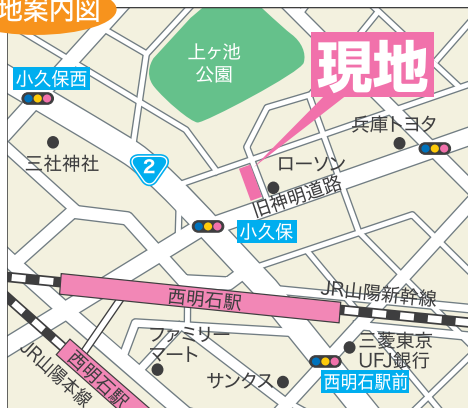 地案内図
上ヶ池
公園
現地
小久保西
兵庫トヨタ
三社神社
2
ローソン
旧神明道路
小久保
西明石駅
JR山陽新幹線
ファミリー
マート
三菱東京
UFJ銀行
JR山陽本線
西明石駅
サンクス
西明石駅前